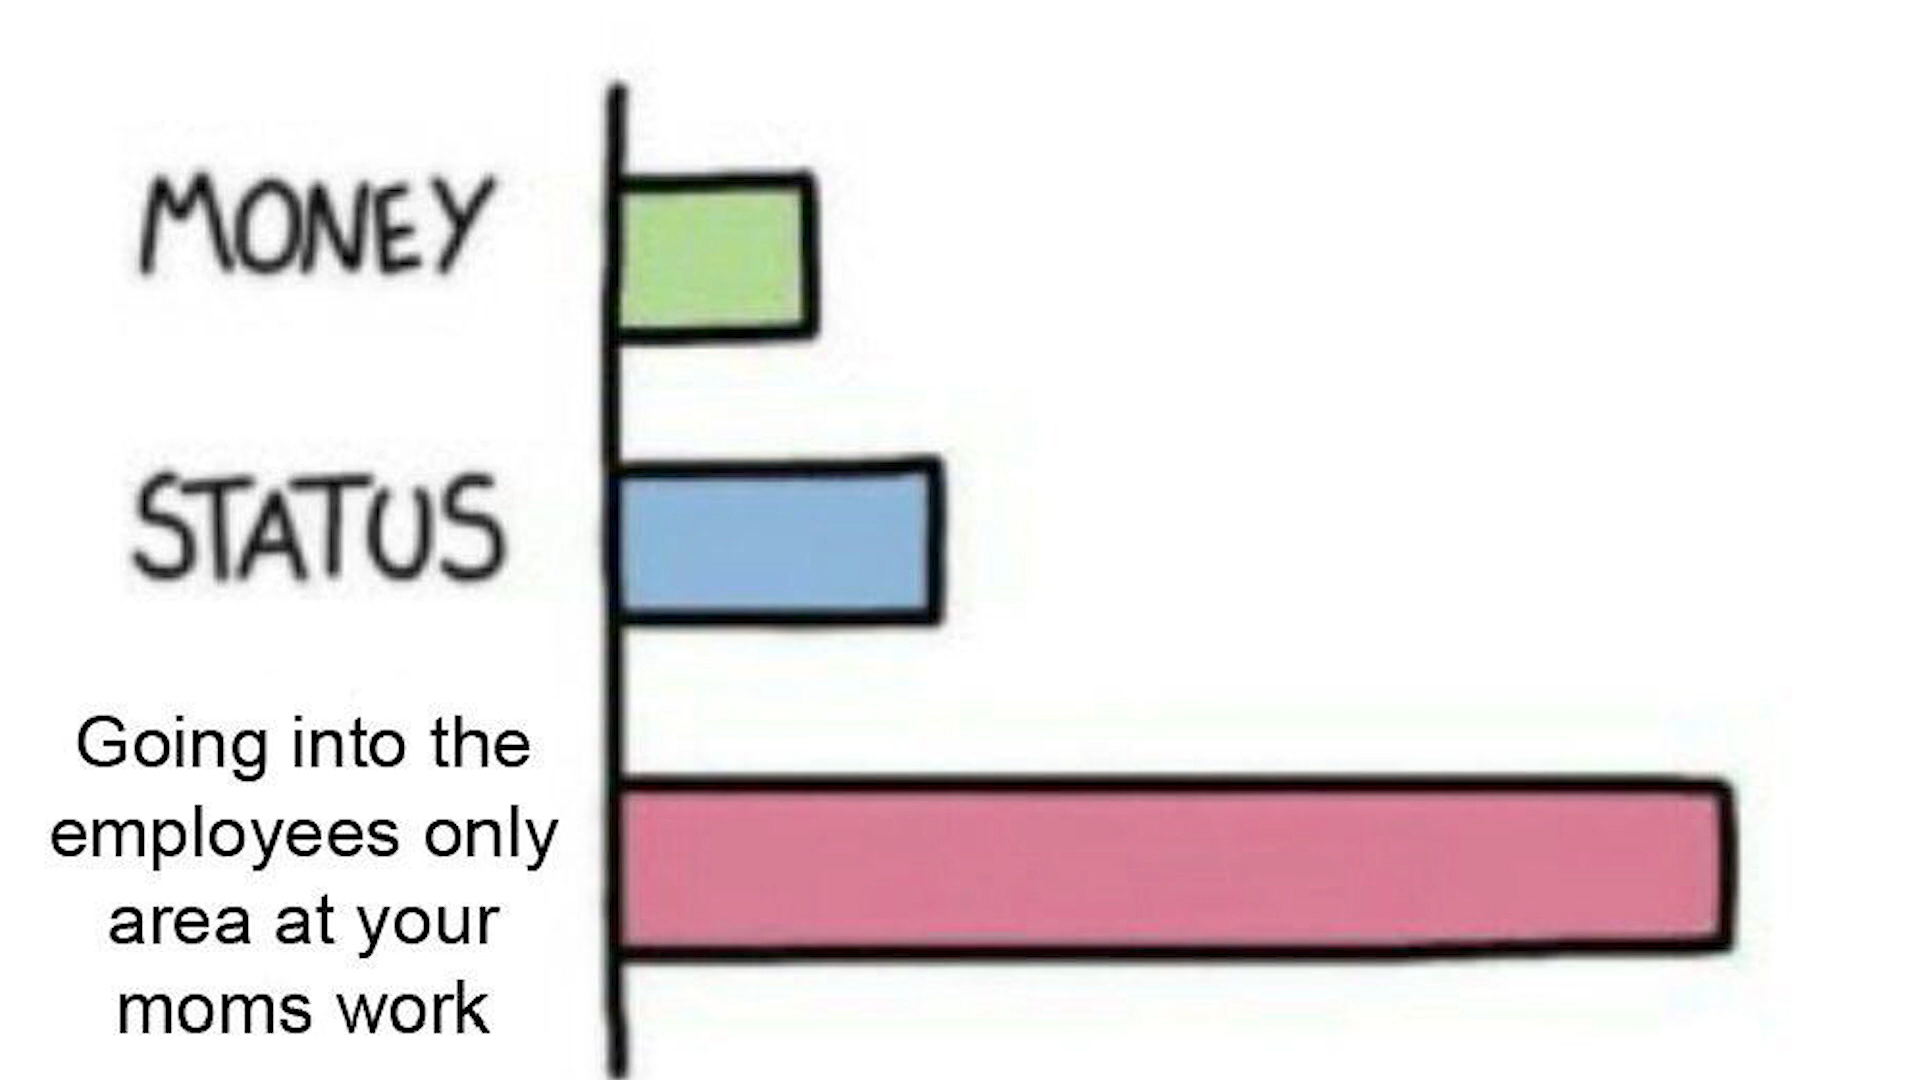 MONEY
STATUS
Going into the
employees only
area at your
moms work